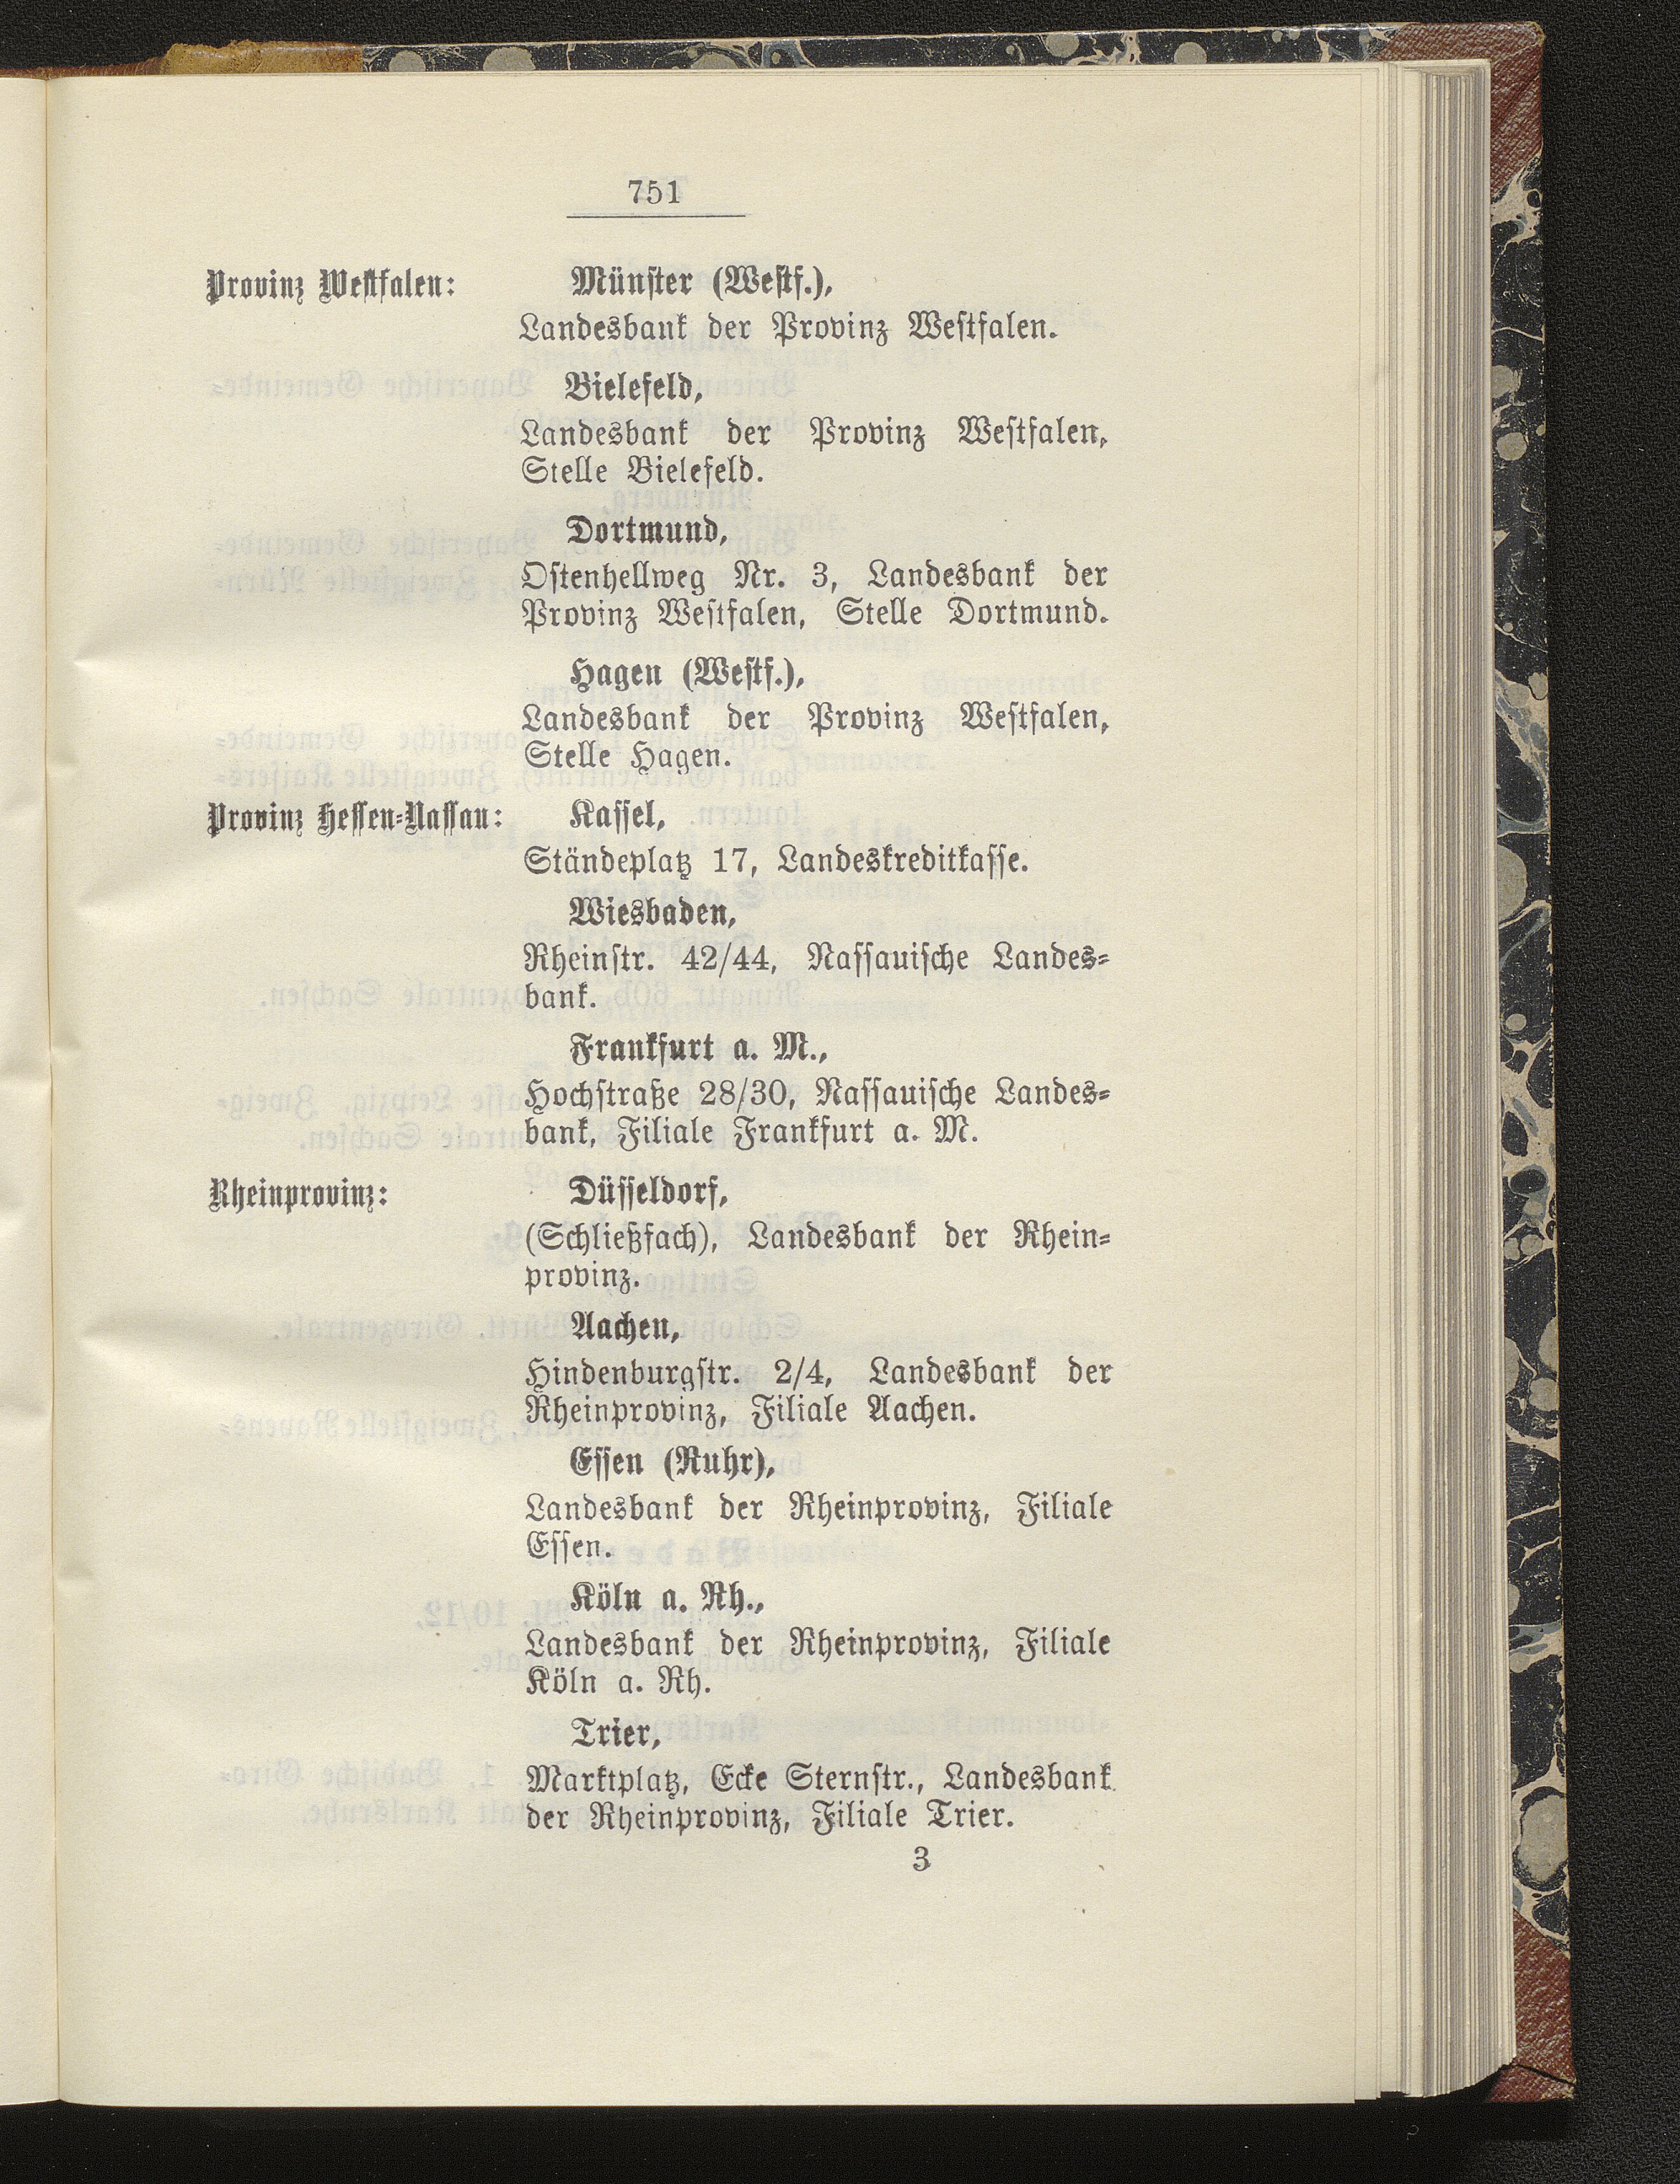 751
Provinz Westfalen: Münster (Westf.),
Landesbank der Provinz Westfalen.
Bielefeld,
Landesbank der Provinz Westfalen,
Stelle Bielefeld.
Dortmund,
Ostenhellweg Nr. 3, Landesbank der
Provinz Westfalen, Stelle Dortmund.
Hagen (Westf.),
Landesbank der Provinz Westfalen,
Stelle Hagen.
Provinz Hessen-Nassau: Kassel,
Ständeplatz 17, Landeskreditkasse.
Wiesbaden,
Rheinstr. 42/44, Nassauische Landes-
bank.
Frankfurt a. M.,
Hochstraße 28/30, Nassauische Landes-
bank, Filiale Frankfurt a. M.
Rheinprovinz: Düsseldorf,
(Schließfach), Landesbank der Rhein-
provinz.
Aachen,
Hindenburgstr. 2/4, Landesbank der
Rheinprovinz, Filiale Aachen.
Essen (Ruhr),
Landesbank der Rheinprovinz, Filiale
Essen.
Köln a. Rh.,
Landesbank der Rheinprovinz, Filiale
Köln a. Rh.
Trier,
Marktplatz, Ecke Sternstr., Landesbank
der Rheinprovinz, Filiale Trier.
3